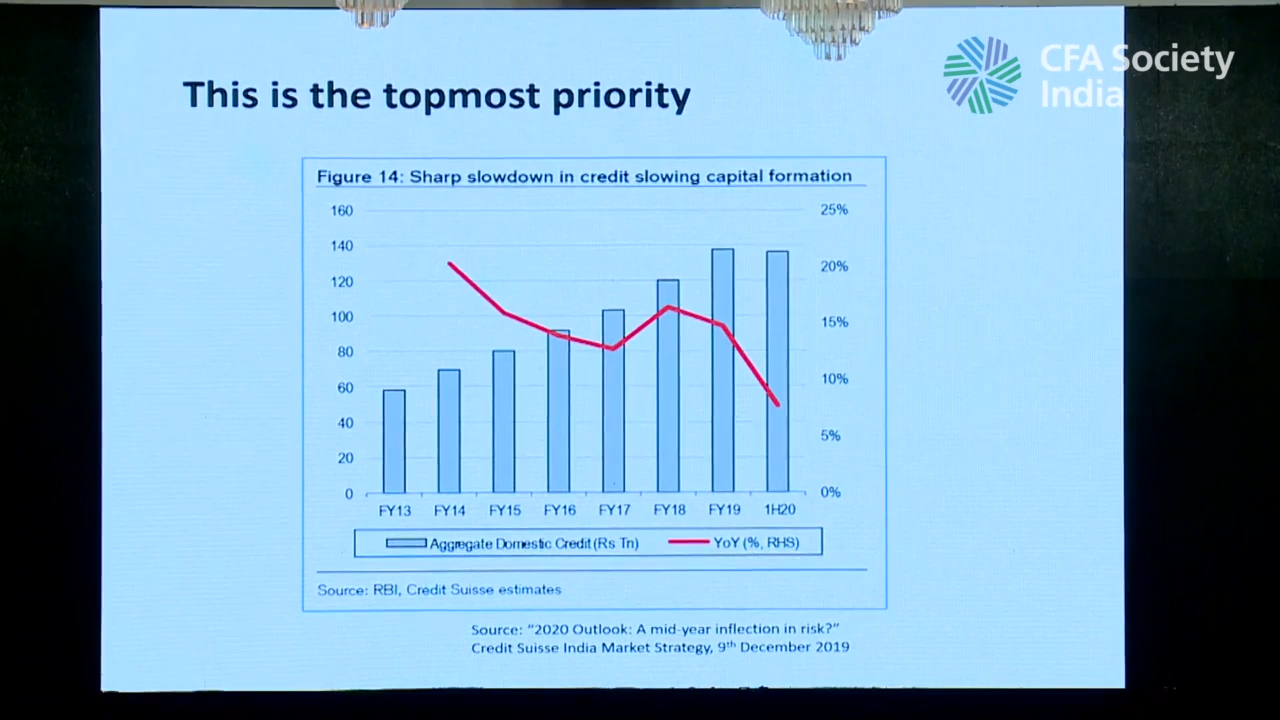 CFA Society
India
This is the topmost priority
Figure 14: Sharp slowdown in credit slowing capital formation
160
140
120
100
80
60
40
20
0
25%
20%
15%
10%
5%
0%
FY13 FY14 FY15 FY16 FY17 FY18 FY19 1H20
Aggregate Domestic Credit (Rs Tn) YoY (%, RHS)
Source: RBI, Credit Suisse estimates
Source: “2020 Outlook: A mid-year inflection in risk?”
Credit Suisse India Market Strategy, 9th December 2019